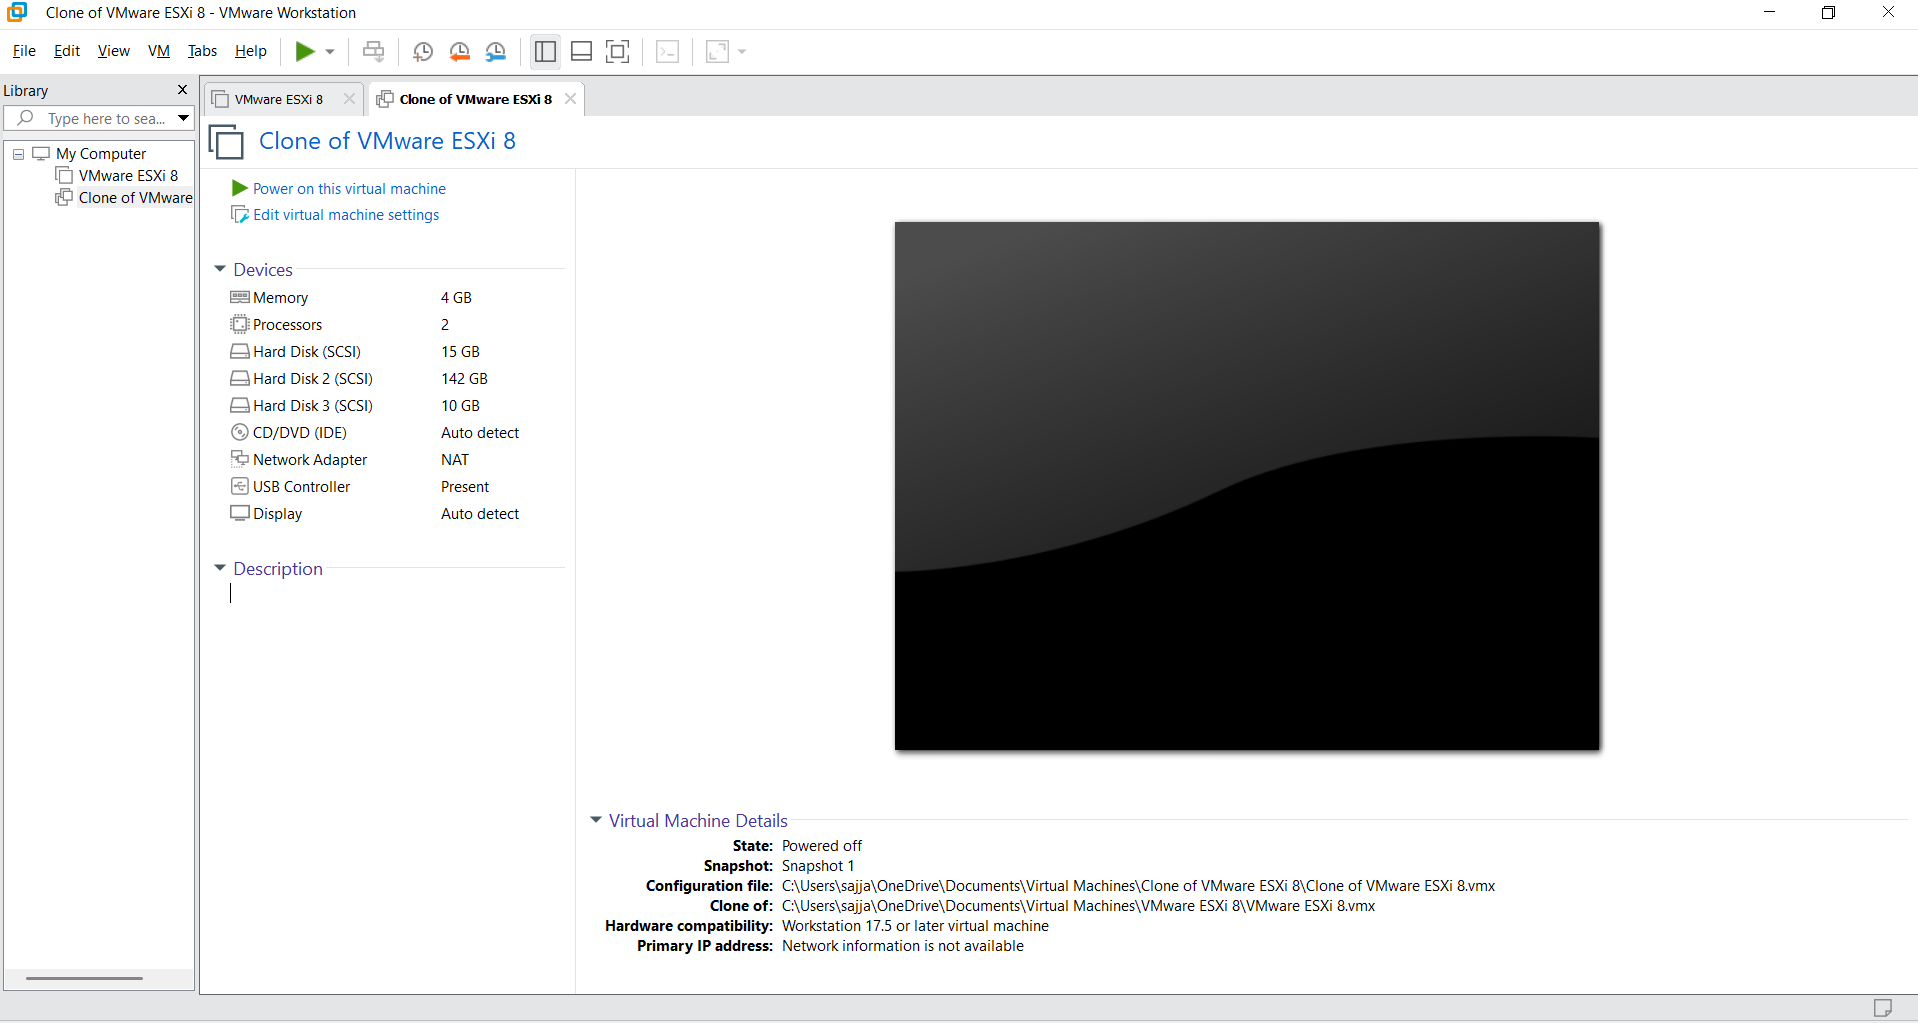 Clone of VMware ESXi 8 - VMware Workstation
File Edit View VM Tabs Help
Library
Type here to sea...
My Computer
VMware ESXi 8
Clone of VMware
VMware ESXi 8
Clone of VMware ESXi 8
Clone of VMware ESXi 8
Power on this virtual machine
Edit virtual machine settings
Devices
Memory 4 GB
Processors 2
Hard Disk (SCSI) 15 GB
Hard Disk 2 (SCSI) 142 GB
Hard Disk 3 (SCSI) 10 GB
CD/DVD (IDE) Auto detect
Network Adapter NAT
USB Controller Present
Display Auto detect
Description
Virtual Machine Details
State: Powered off
Snapshot: Snapshot 1
Configuration file: C:\Users\sajja\OneDrive\Documents\Virtual Machines\Clone of VMware ESXi 8\Clone of VMware ESXi 8.vmx
Clone of: C:\Users\sajja\OneDrive\Documents\Virtual Machines\VMware ESXi 8\VMware ESXi 8.vmx
Hardware compatibility: Workstation 17.5 or later virtual machine
Primary IP address: Network information is not available